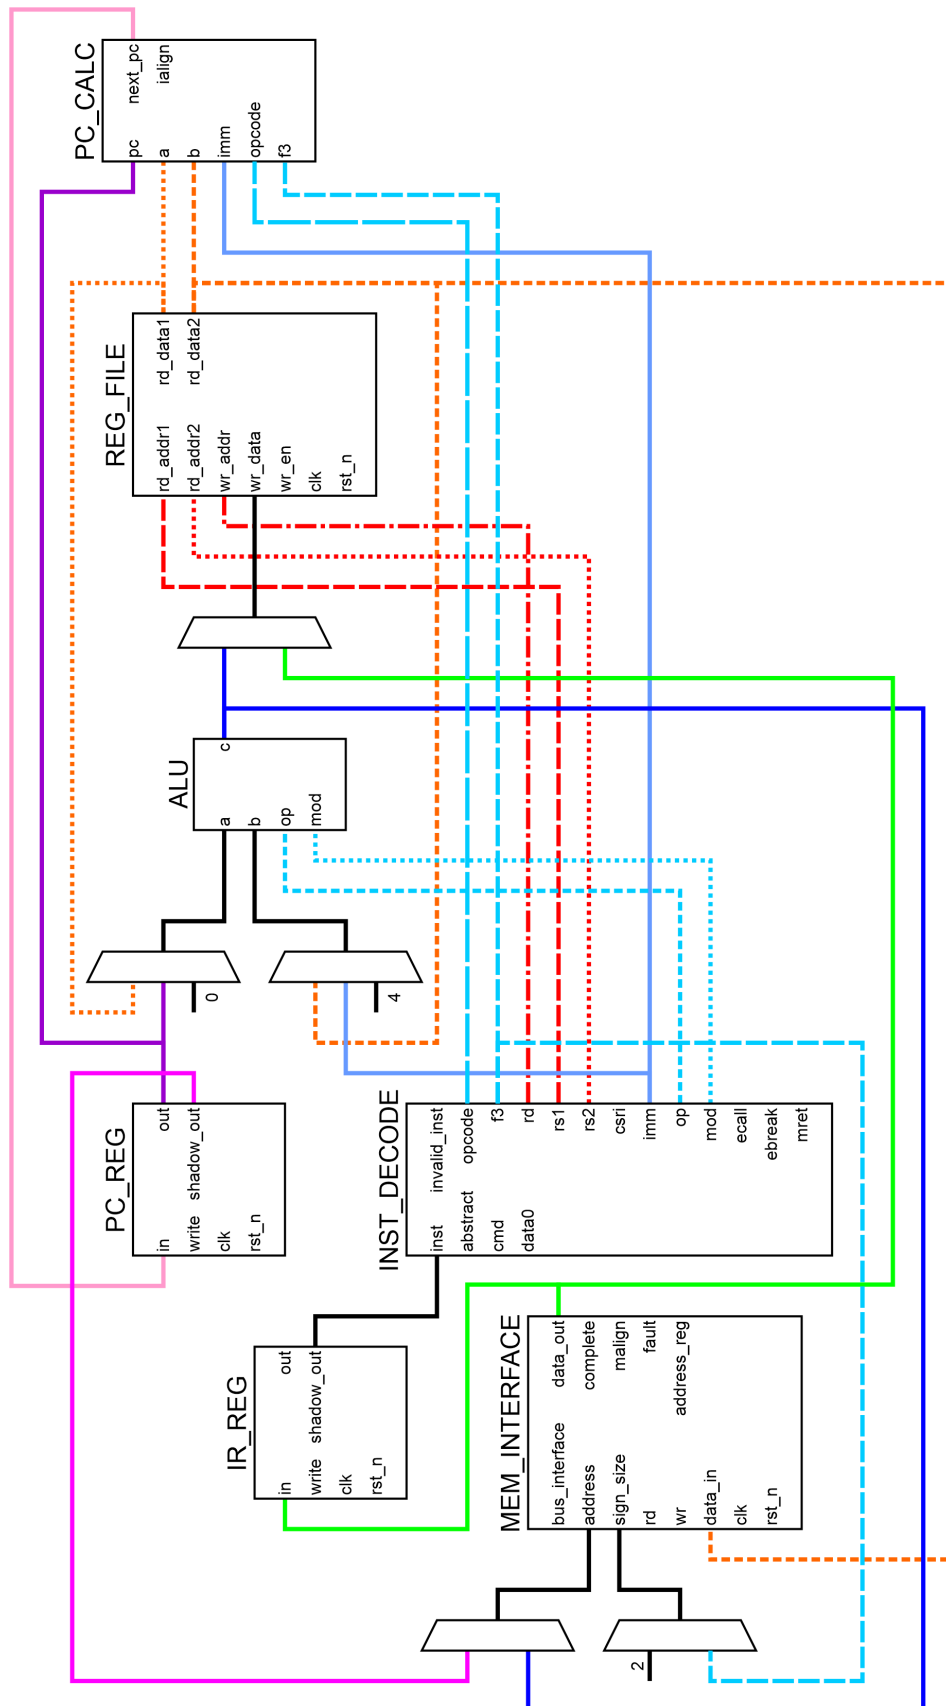 PC_CALC
pc
next_pc
a
ialign
b
imm
opcode
f3
REG_FILE
rd_addr1
rd_data1
rd_addr2
rd_data2
wr_addr
wr_data
wr_en
clk
rst_n
ALU
a
c
b
op
mod
0
4
PC_REG
in
out
write
shadow_out
clk
rst_n
INST_DECODE
inst
invalid_inst
abstract
opcode
cmd
f3
data0
rd
rs1
rs2
csri
imm
op
mod
ecall
ebreak
mret
IR_REG
in
out
write
shadow_out
clk
rst_n
MEM_INTERFACE
bus_interface
data_out
address
complete
sign_size
malign
rd
fault
wr
address_reg
data_in
clk
rst_n
2